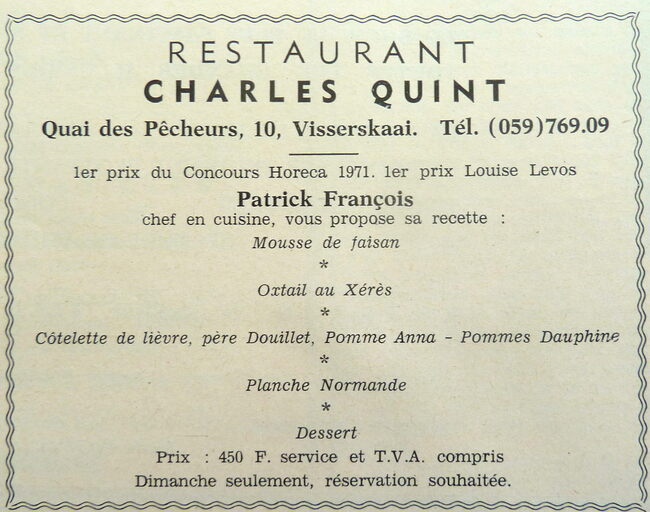 RESTAURANT
CHARLES QUINT
Quai des Pêcheurs, 10, Visserskaai. Tél. (059)769.09
1er prix du Concours Horeca 1971. 1er prix Louise Levos
Patrick François
chef en cuisine, vous propose sa recette :
Mousse de faisan
*
Oxtail au Xérès
*
Côtelette de lièvre, père Douillet, Pomme Anna - Pommes Dauphine
*
Planche Normande
*
Dessert
Prix : 450 F. service et T.V.A. compris
Dimanche seulement, réservation souhaitée.